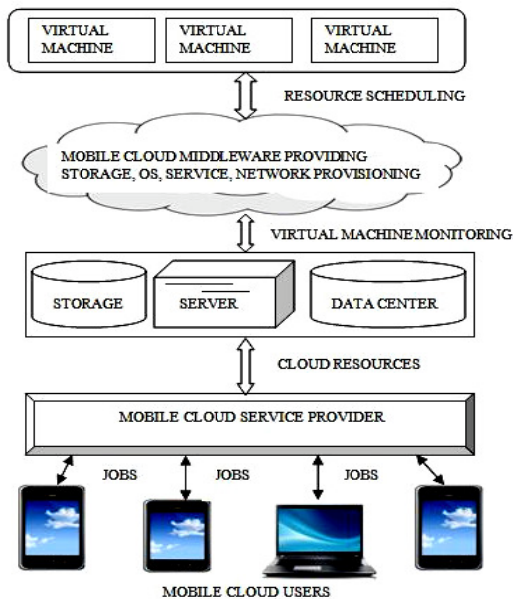 VIRTUAL
MACHINE
VIRTUAL
MACHINE
VIRTUAL
MACHINE
RESOURCE SCHEDULING
MOBILE CLOUD MIDDLEWARE PROVIDING
STORAGE, OS, SERVICE, NETWORK PROVISIONING
VIRTUAL MACHINE MONITORING
STORAGE
SERVER
DATA CENTER
CLOUD RESOURCES
MOBILE CLOUD SERVICE PROVIDER
JOBS
JOBS
JOBS
MOBILE CLOUD USERS